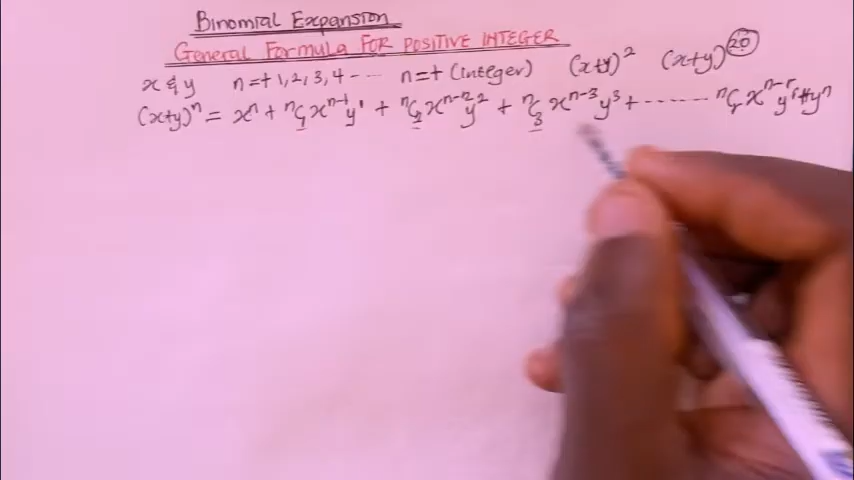 Binomial Expansion
General Formula FOR POSITIVE INTEGER
x & y n=+1,2,3,4---- n=+(integer) (x+y)² (x+y)²⁰
(x+y)ⁿ = xⁿ + ⁿC₁xⁿ⁻¹y¹ + ⁿC₂xⁿ⁻²y² + ⁿC₃xⁿ⁻³y³ + ------ ⁿCᵣxⁿ⁻ʳyʳ++yⁿ